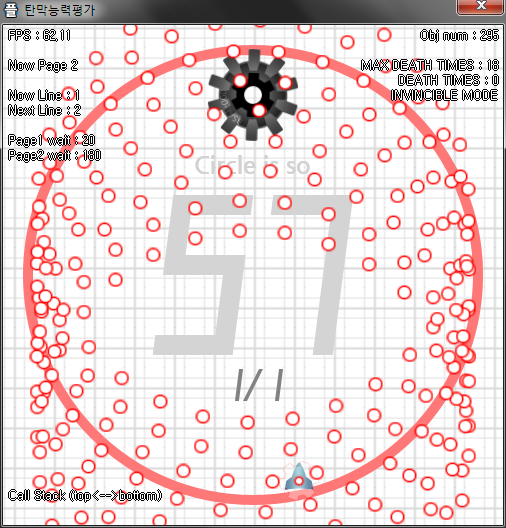 플 탄막능력평가
FPS : 62,11
Obj num : 295
Now Page 2
MAX DEATH TIMES : 18
DEATH TIMES : 0
Now Line : 1
INVINCIBLE MODE
Next Line : 2
Page1 wait : 20
Page2 wait : 180
Circle is so
57
1/1
Call Stack (top<-->bottom)